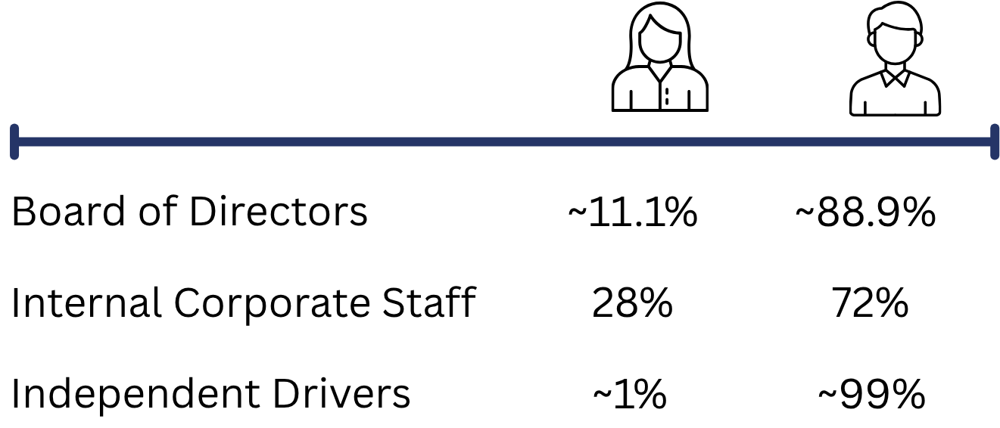 Board of Directors ~11.1% ~88.9%
Internal Corporate Staff 28% 72%
Independent Drivers ~1% ~99%